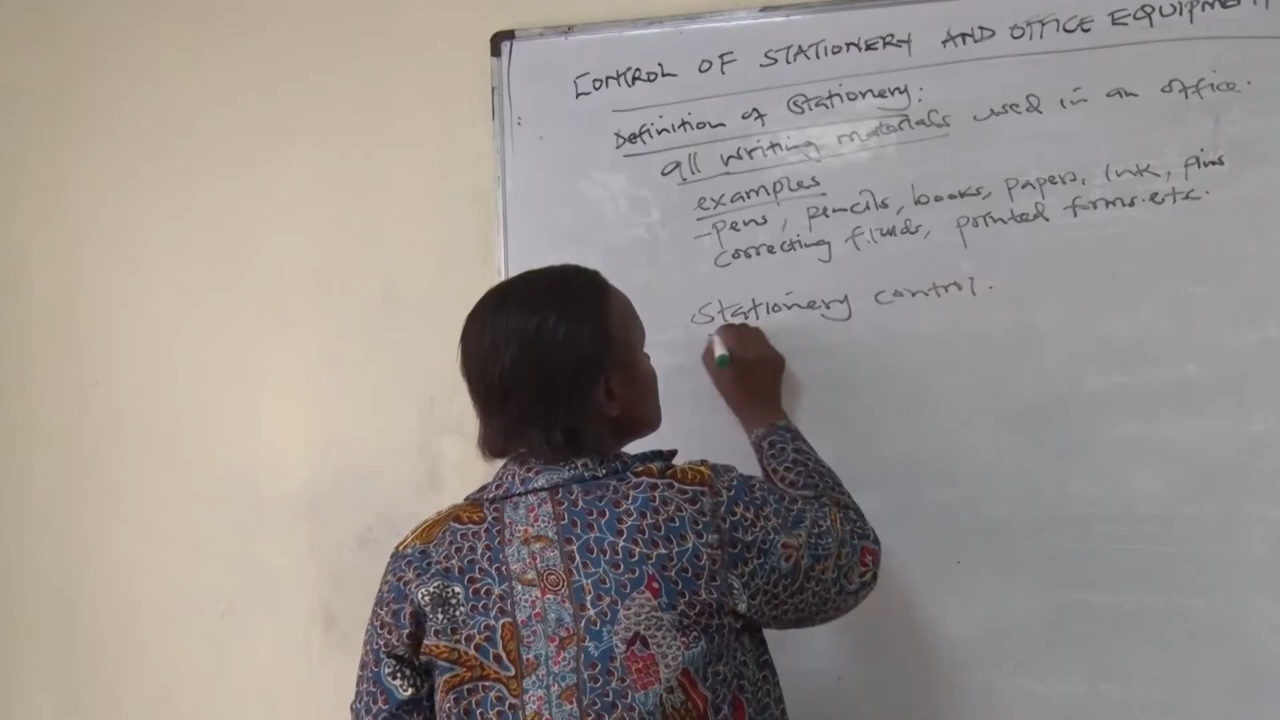 CONTROL OF STATIONERY AND OFFICE EQUIPMENT
Definition of Stationery:
all writing materials used in an office.
examples
-pens, pencils, books, papers, ink, pins
correcting fluids, printed forms.etc.
Stationery control.